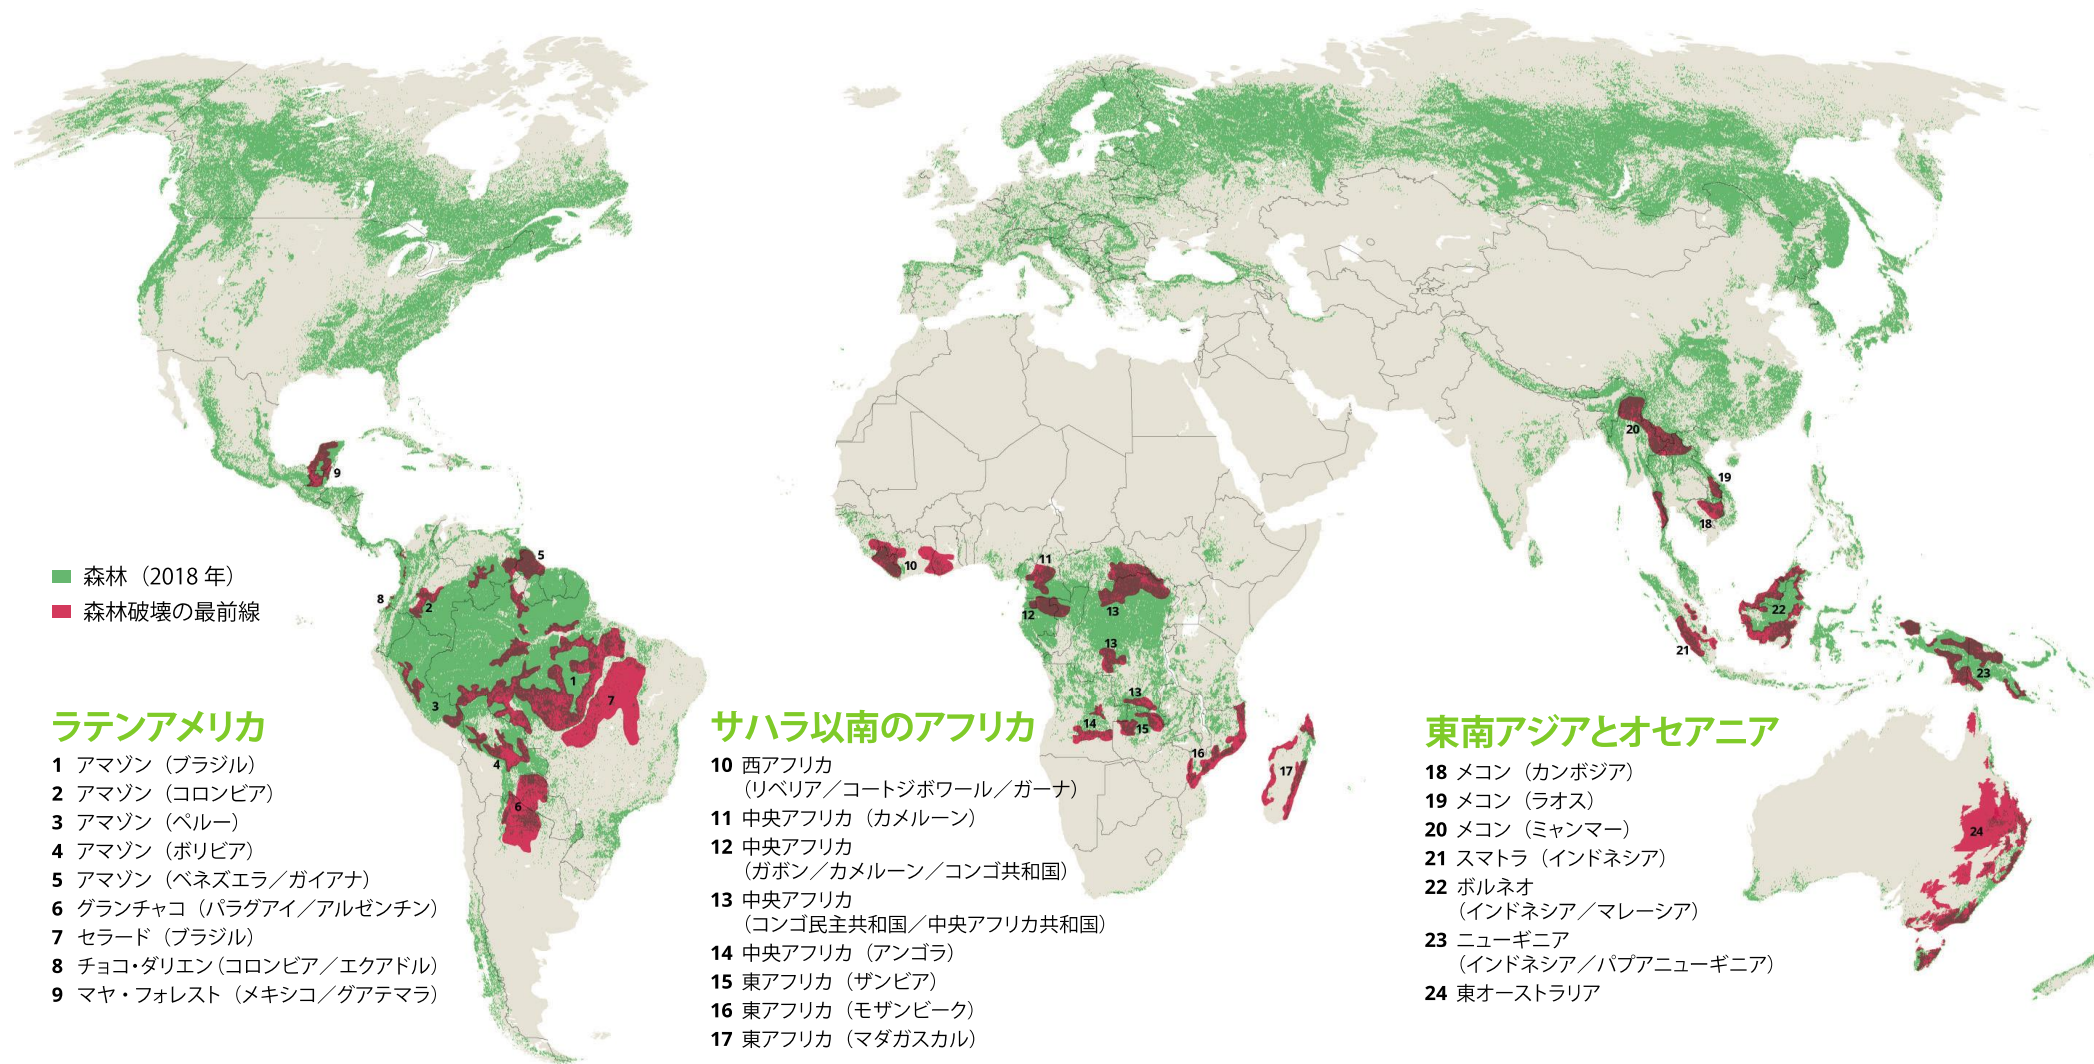 森林（2018 年）
森林破壊の最前線
ラテンアメリカ
1 アマゾン（ブラジル）
2 アマゾン（コロンビア）
3 アマゾン（ペルー）
4 アマゾン（ボリビア）
5 アマゾン（ベネズエラ／ガイアナ）
6 グランチャコ（パラグアイ／アルゼンチン）
7 セラード（ブラジル）
8 チョコ・ダリエン（コロンビア／エクアドル）
9 マヤ・フォレスト（メキシコ／グアテマラ）
サハラ以南のアフリカ
10 西アフリカ
（リベリア／コートジボワール／ガーナ）
11 中央アフリカ（カメルーン）
12 中央アフリカ
（ガボン／カメルーン／コンゴ共和国）
13 中央アフリカ
（コンゴ民主共和国／中央アフリカ共和国）
14 中央アフリカ（アンゴラ）
15 東アフリカ（ザンビア）
16 東アフリカ（モザンビーク）
17 東アフリカ（マダガスカル）
東南アジアとオセアニア
18 メコン（カンボジア）
19 メコン（ラオス）
20 メコン（ミャンマー）
21 スマトラ（インドネシア）
22 ボルネオ
（インドネシア／マレーシア）
23 ニューギニア
（インドネシア／パプアニューギニア）
24 東オーストラリア
9
5
8
2
1
7
3
4
6
10
11
12
13
13
13
14
15
16
17
20
19
18
22
21
23
24